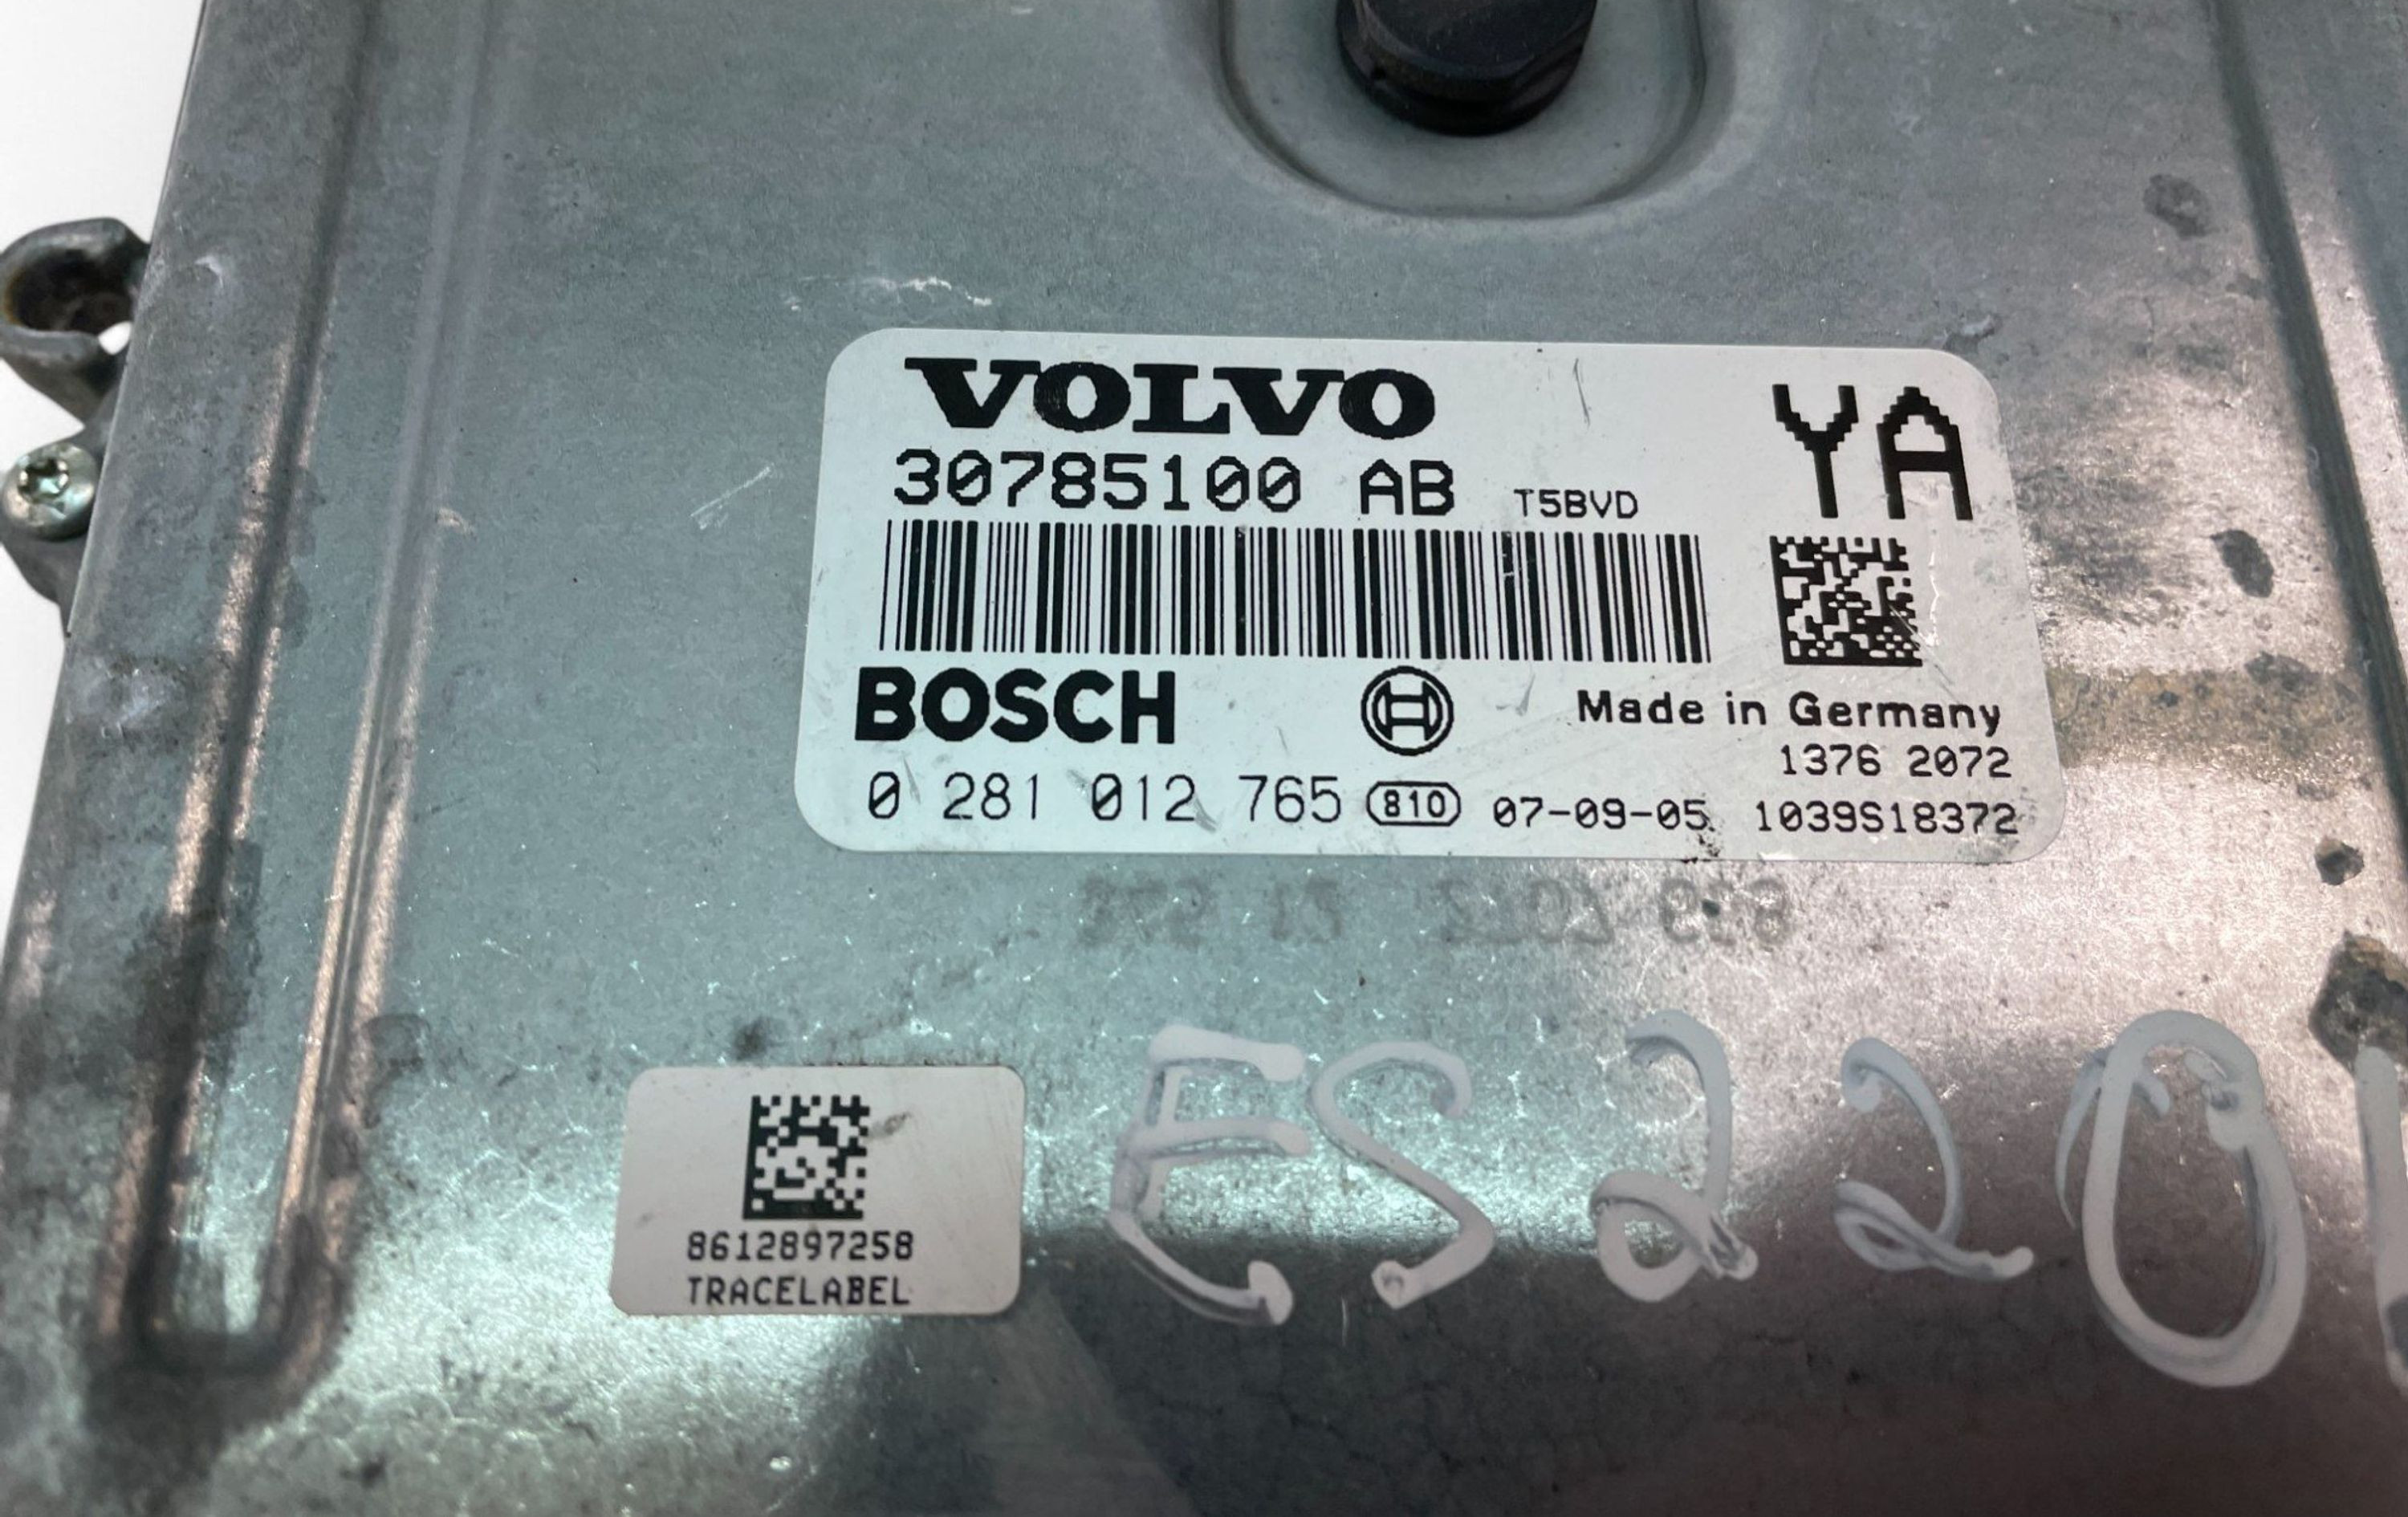 VOLVO YA
30785100 AB T5BVD
BOSCH Made in Germany
1376 2072
0 281 012 765 810 07-09-05 1039S18372
8612897258
TRACELABEL
ES220